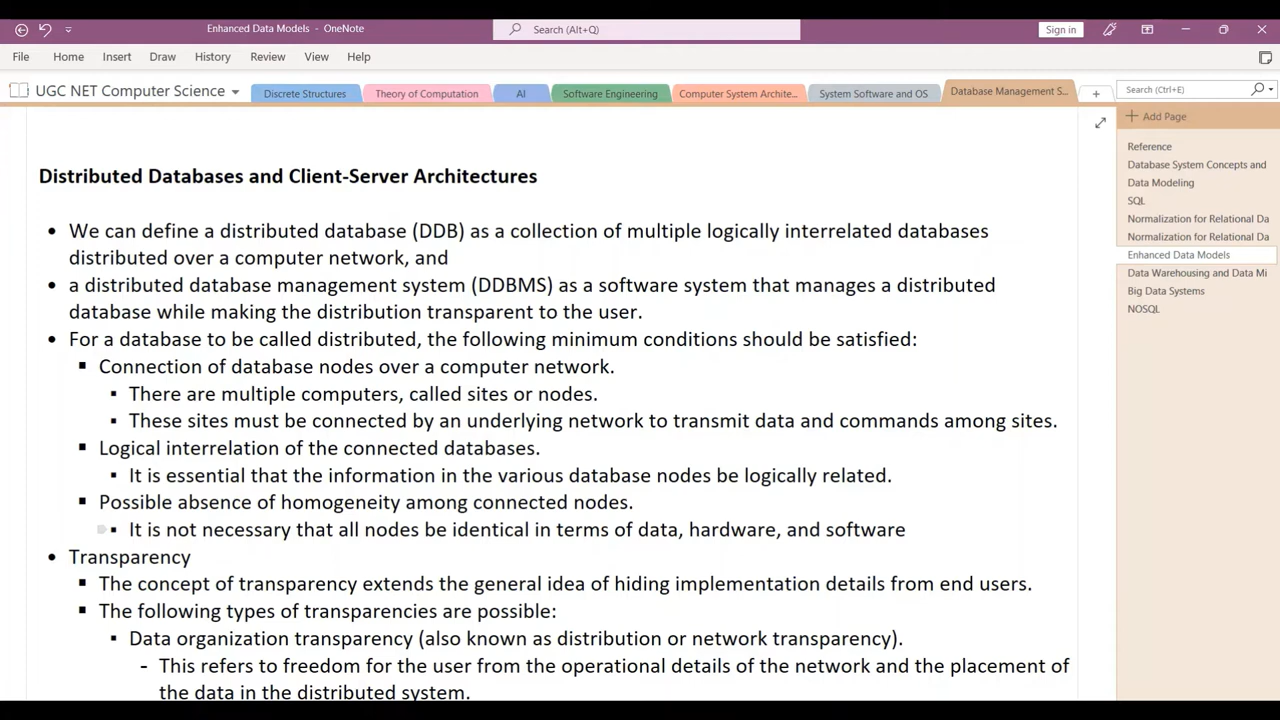 Enhanced Data Models - OneNote
Search (Alt+Q)
Sign in
File Home Insert Draw History Review View Help
UGC NET Computer Science
Discrete Structures
Theory of Computation
AI
Software Engineering
Computer System Archite...
System Software and OS
Database Management S...
Search (Ctrl+E)
Add Page
Reference
Database System Concepts and
Data Modeling
SQL
Normalization for Relational Da
Normalization for Relational Da
Enhanced Data Models
Data Warehousing and Data Mi
Big Data Systems
NOSQL
Distributed Databases and Client-Server Architectures
• We can define a distributed database (DDB) as a collection of multiple logically interrelated databases
distributed over a computer network, and
• a distributed database management system (DDBMS) as a software system that manages a distributed
database while making the distribution transparent to the user.
• For a database to be called distributed, the following minimum conditions should be satisfied:
▪ Connection of database nodes over a computer network.
▪ There are multiple computers, called sites or nodes.
▪ These sites must be connected by an underlying network to transmit data and commands among sites.
▪ Logical interrelation of the connected databases.
▪ It is essential that the information in the various database nodes be logically related.
▪ Possible absence of homogeneity among connected nodes.
▪ It is not necessary that all nodes be identical in terms of data, hardware, and software
• Transparency
▪ The concept of transparency extends the general idea of hiding implementation details from end users.
▪ The following types of transparencies are possible:
▪ Data organization transparency (also known as distribution or network transparency).
- This refers to freedom for the user from the operational details of the network and the placement of
the data in the distributed system.